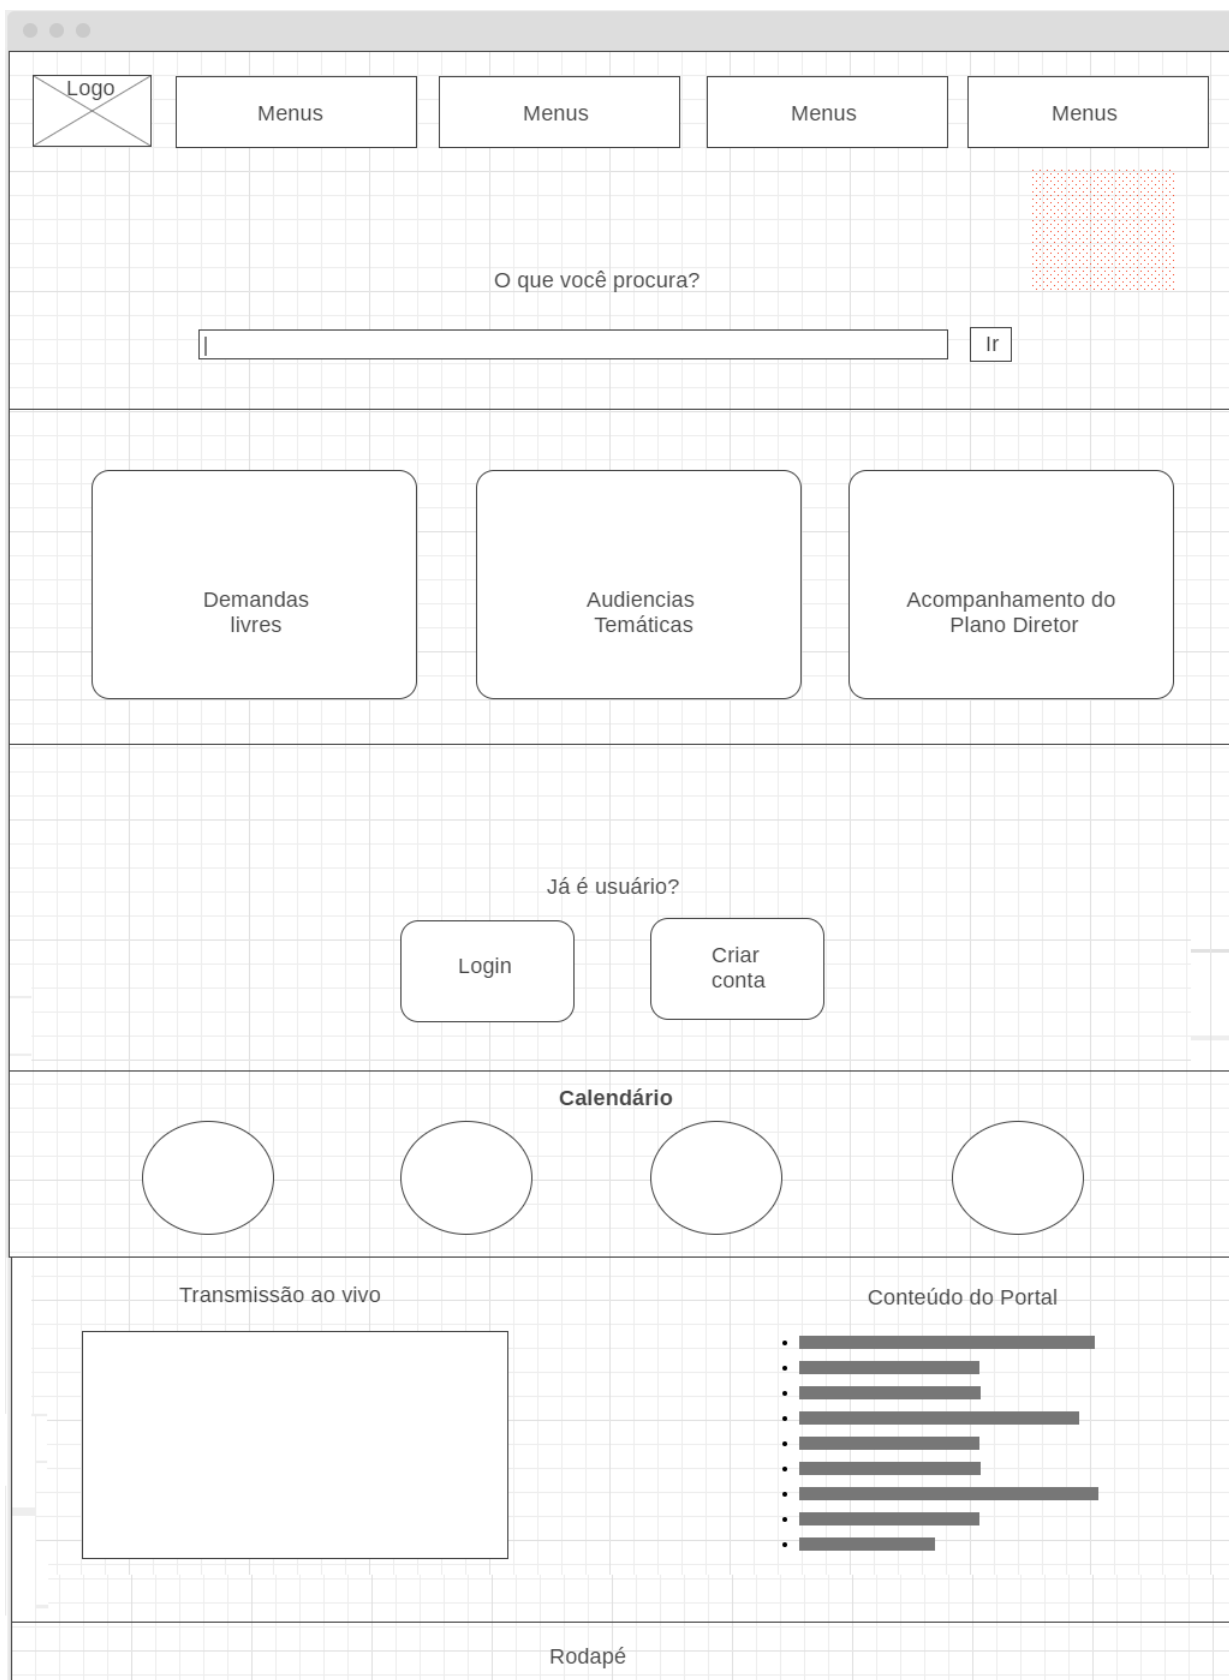 Logo
Menus
Menus
Menus
Menus
O que você procura?
Ir
Demandas
livres
Audiencias
Temáticas
Acompanhamento do
Plano Diretor
Já é usuário?
Login
Criar
conta
Calendário
Transmissão ao vivo
Conteúdo do Portal
Rodapé